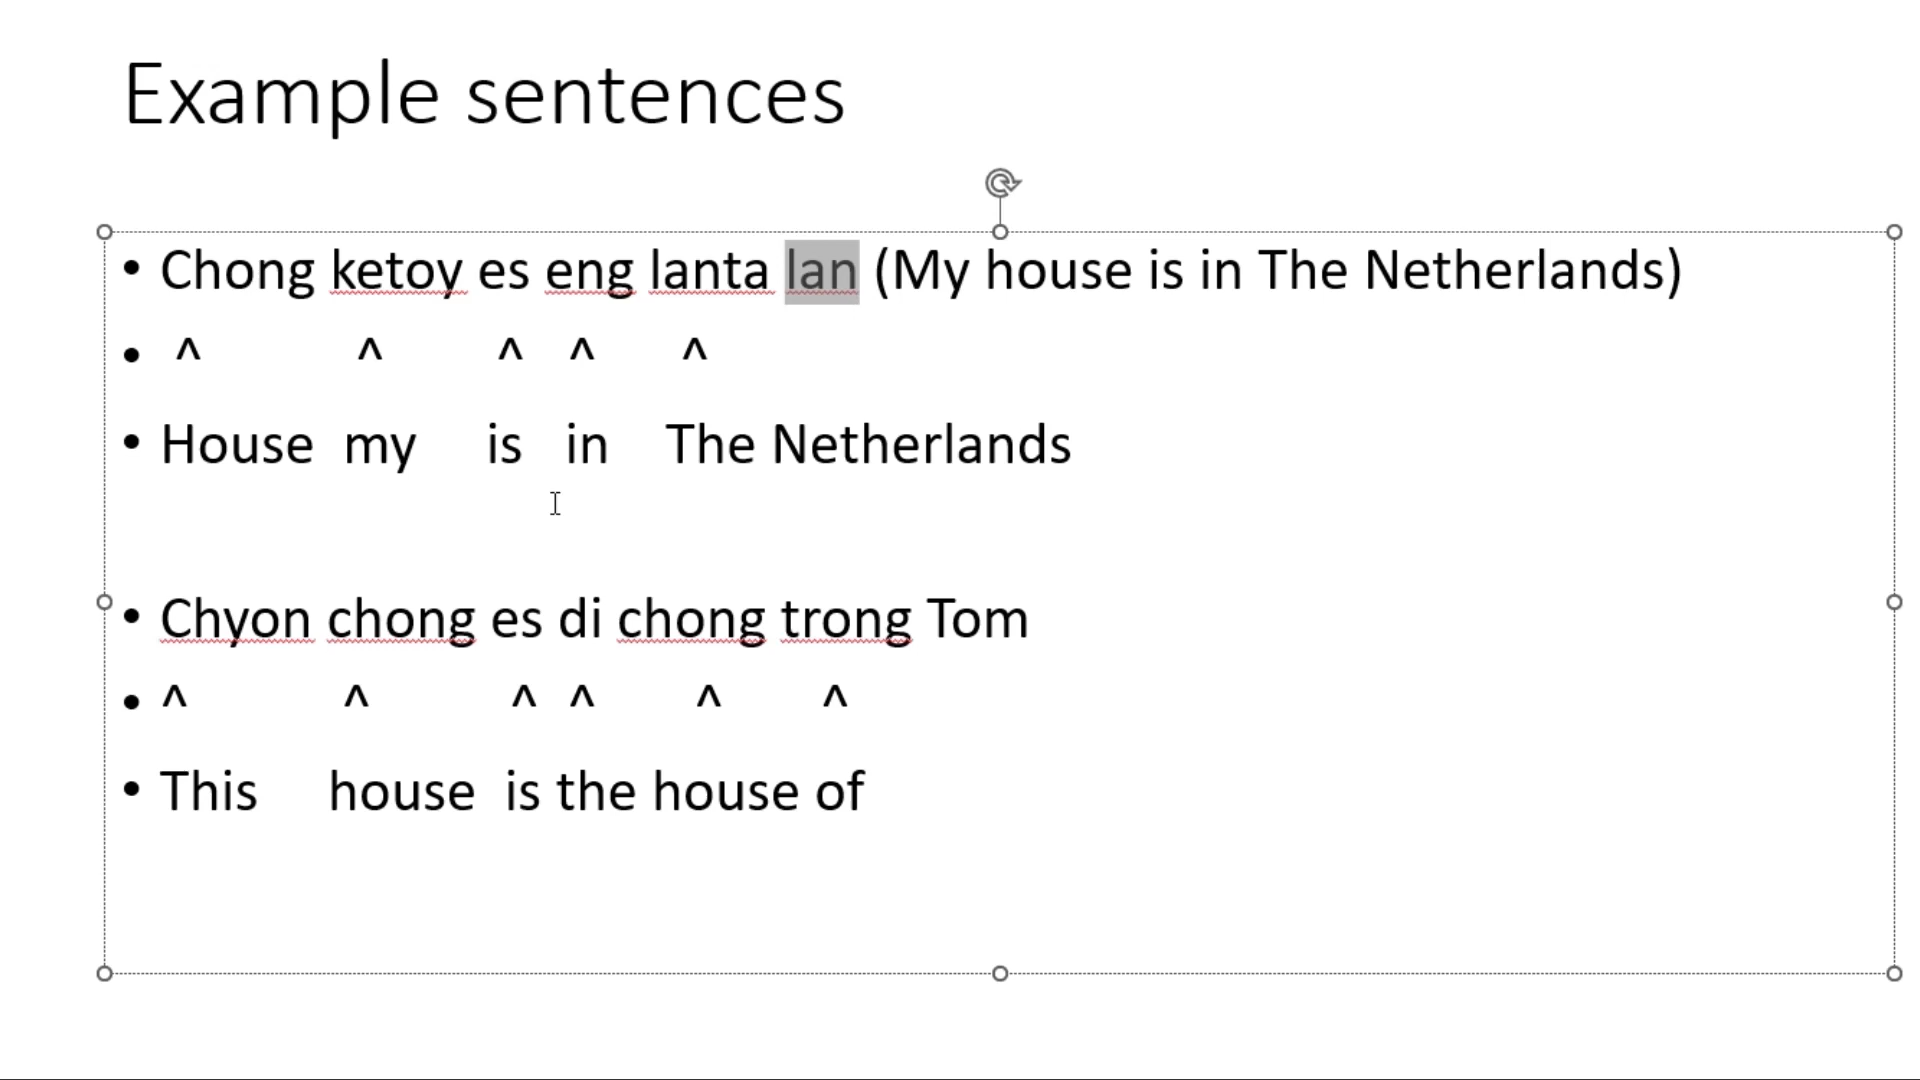 Example sentences
• Chong ketoy es eng lanta lan (My house is in The Netherlands)
• ^ ^ ^ ^ ^
• House my is in The Netherlands
• Chyon chong es di chong trong Tom
• ^ ^ ^ ^ ^ ^
• This house is the house of